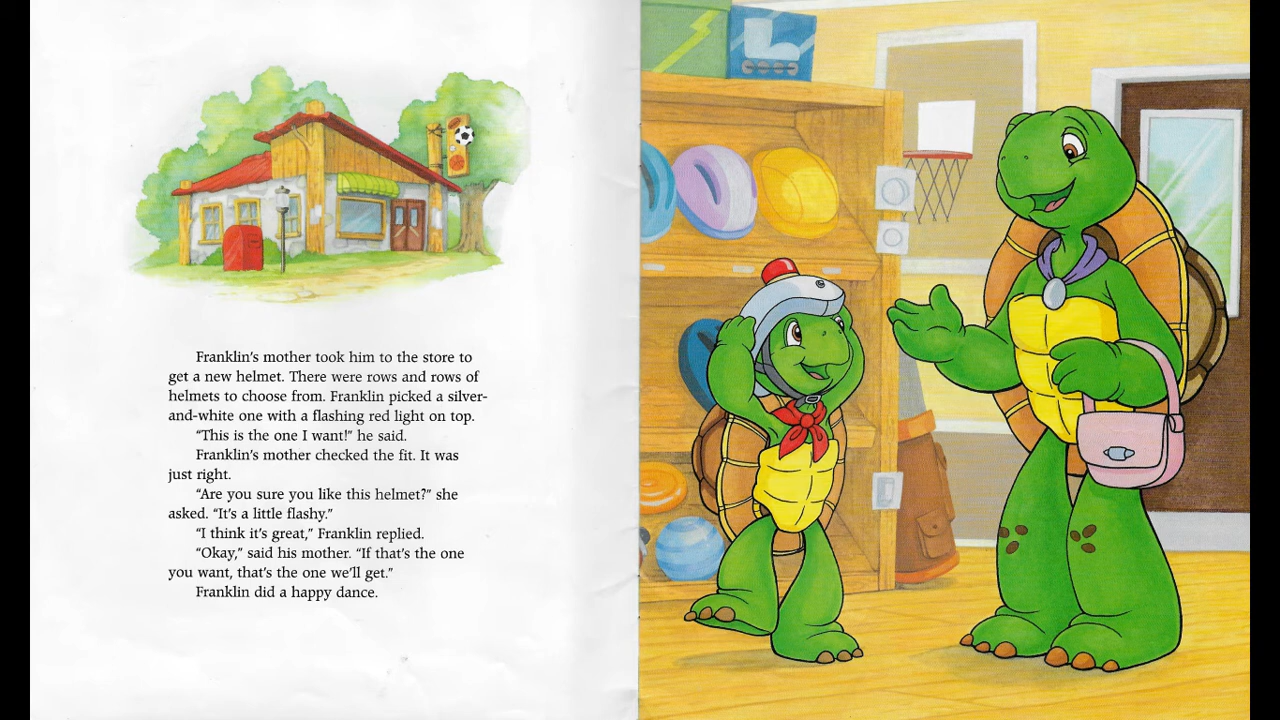 Franklin's mother took him to the store to
get a new helmet. There were rows and rows of
helmets to choose from. Franklin picked a silver-
and-white one with a flashing red light on top.
"This is the one I want!" he said.
Franklin's mother checked the fit. It was
just right.
"Are you sure you like this helmet?" she
asked. "It's a little flashy."
"I think it's great," Franklin replied.
"Okay," said his mother. "If that's the one
you want, that's the one we'll get."
Franklin did a happy dance.